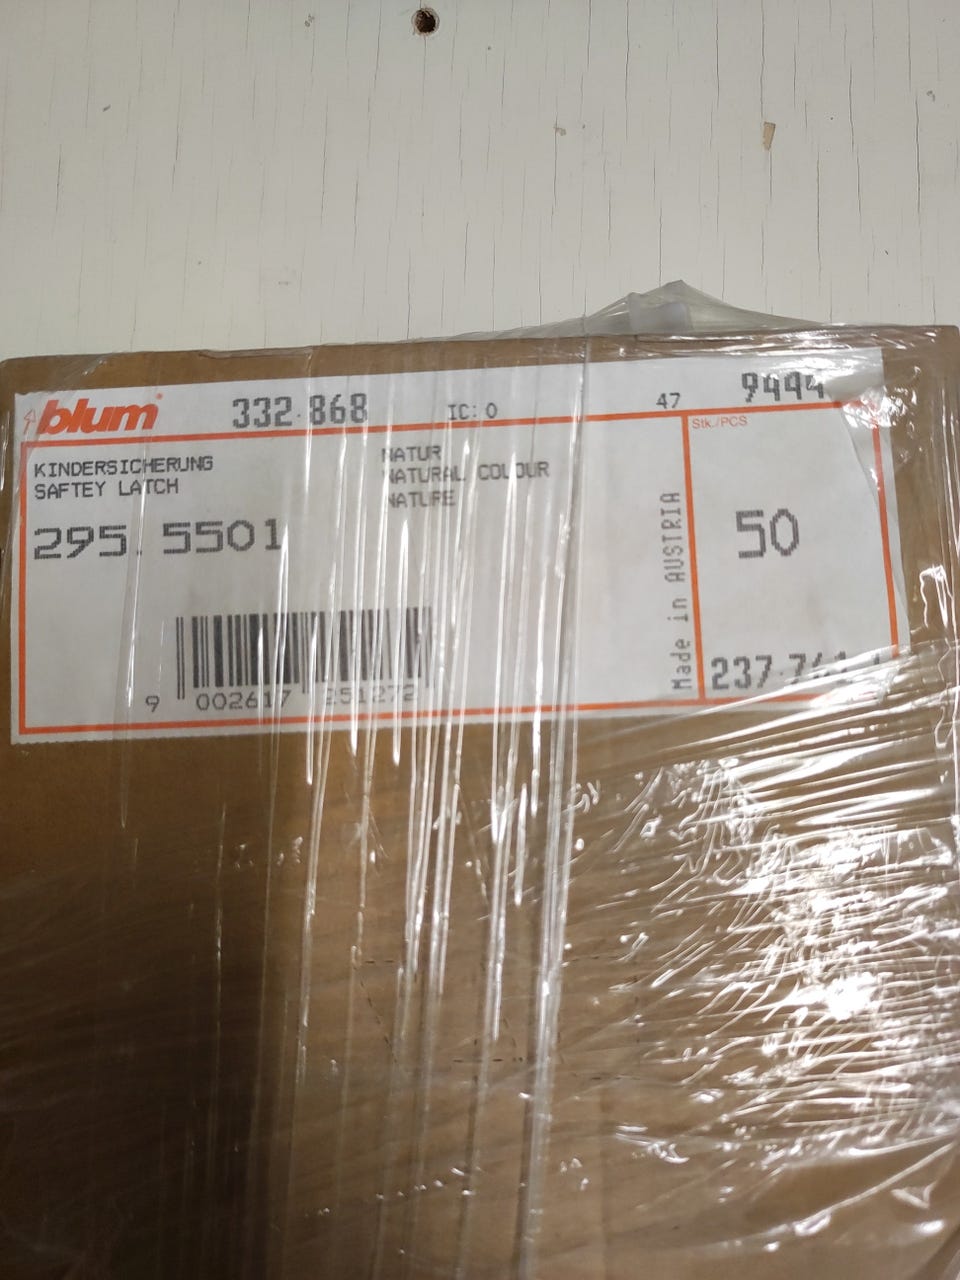 blum 332.868 IC: 0 47 9494
Stk./PCS
KINDERSICHERUNG NATUR
SAFTEY LATCH NATURAL COLOUR
NATURE
295.5501
50
Made in AUSTRIA
9 002617 251272